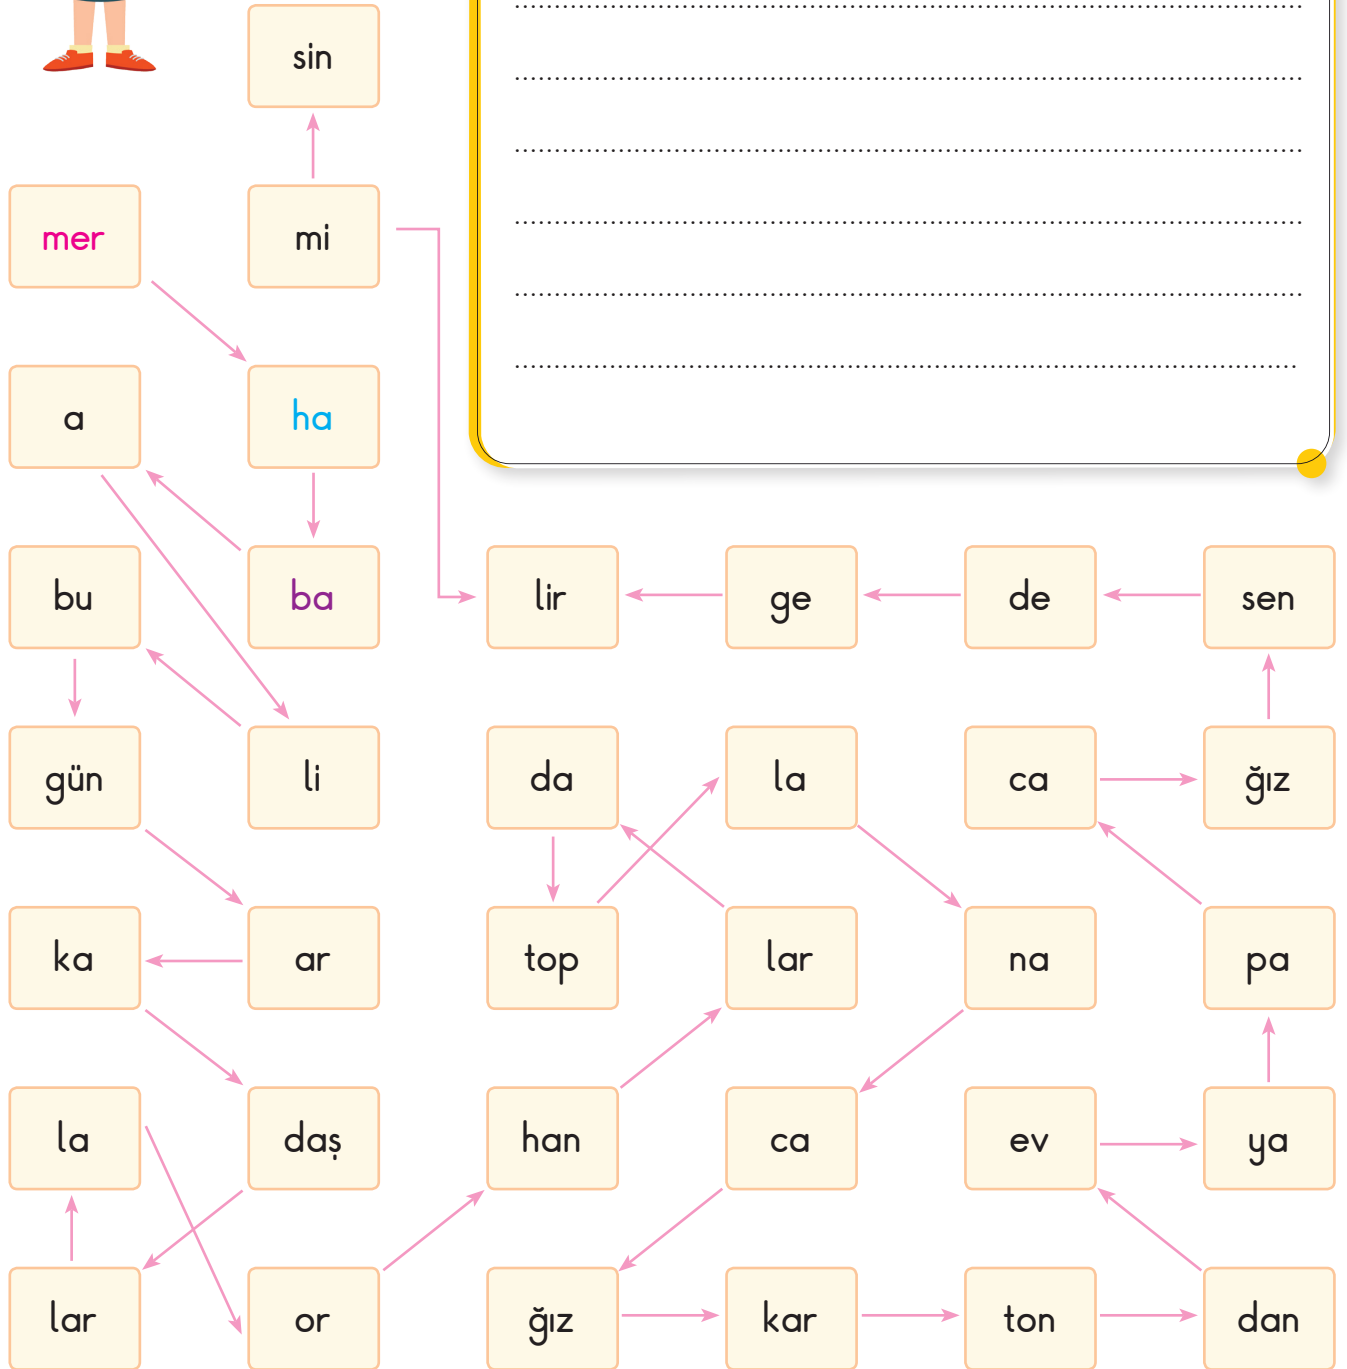 sin
mer mi
a ha
bu ba lir ge de sen
gün li da la ca ğız
ka ar top lar na pa
la daş han ca ev ya
lar or ğız kar ton dan